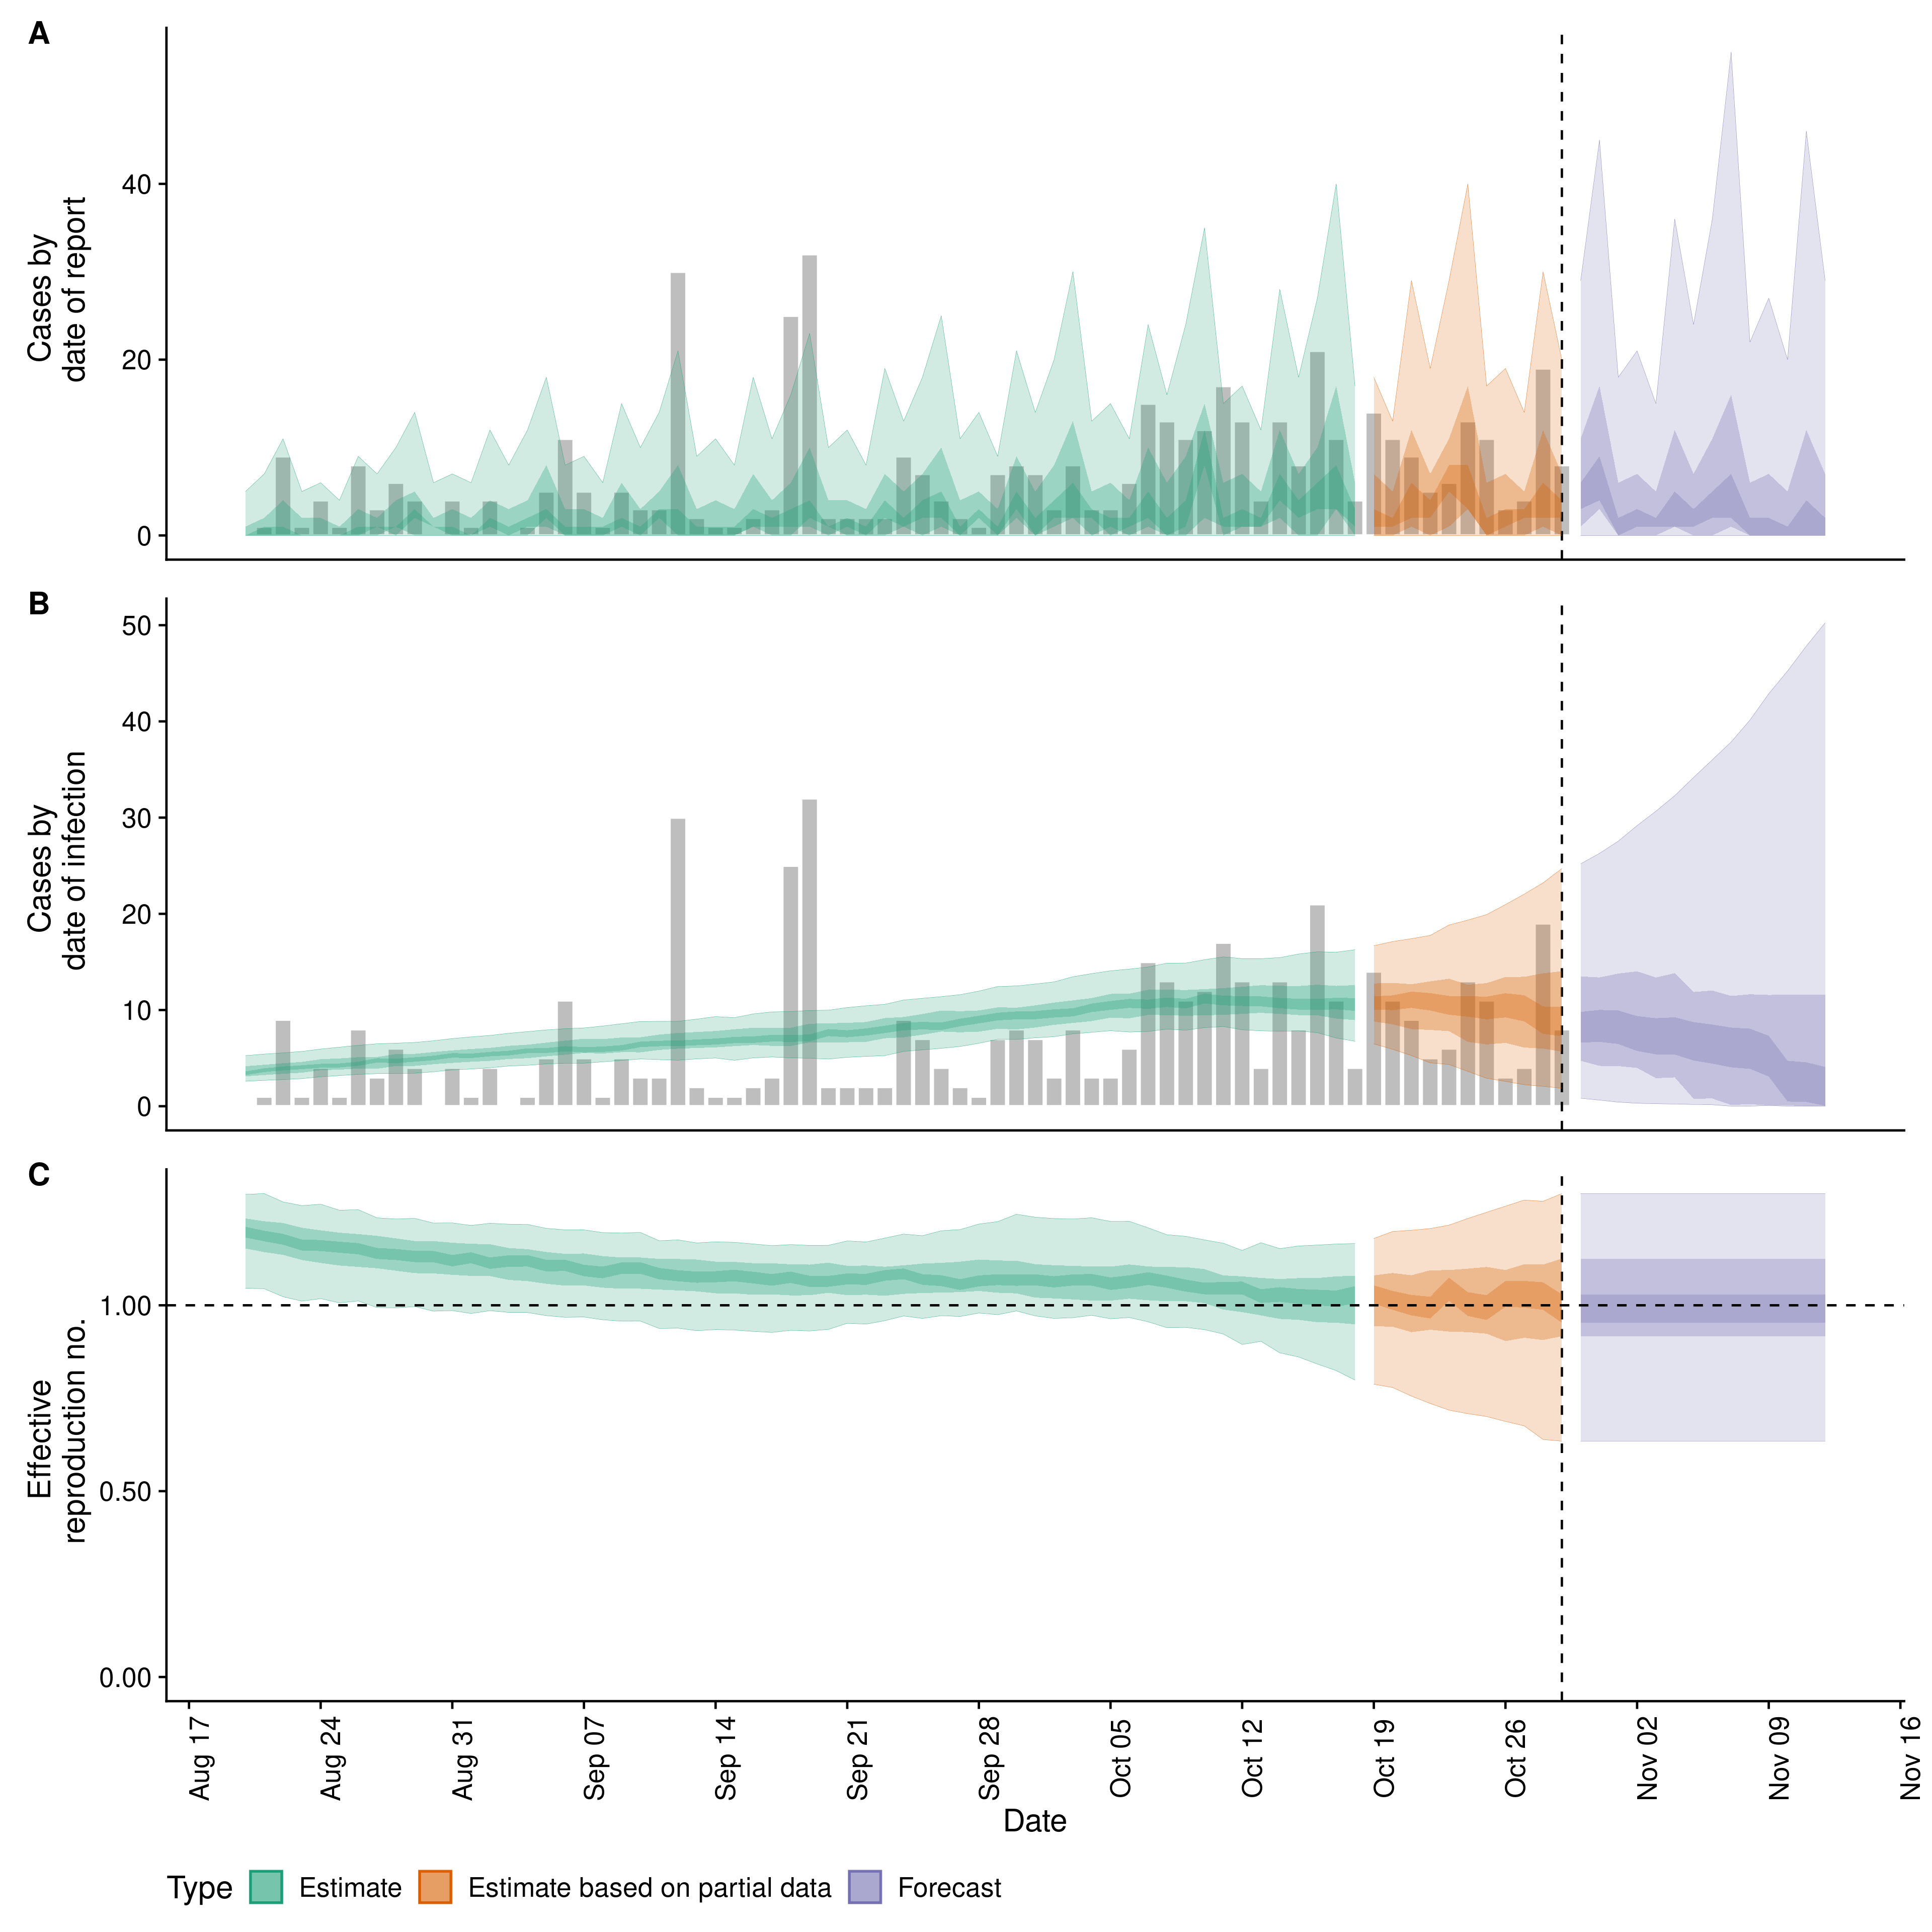 A
Cases by
date of report
40
20
0
B
Cases by
date of infection
50
40
30
20
10
0
C
Effective
reproduction no.
1.00
0.50
0.00
Aug 17
Aug 24
Aug 31
Sep 07
Sep 14
Sep 21
Sep 28
Oct 05
Oct 12
Oct 19
Oct 26
Nov 02
Nov 09
Nov 16
Date
Type Estimate Estimate based on partial data Forecast